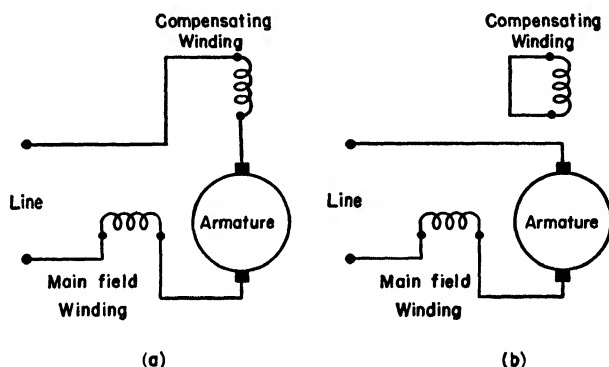 Compensating
Winding
Line
Armature
Main field
Winding
(a)
Compensating
Winding
Line
Armature
Main field
Winding
(b)